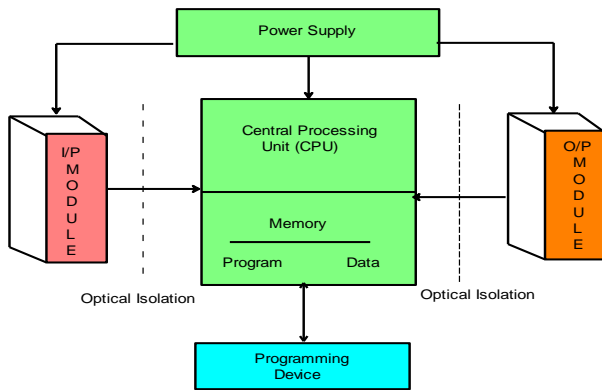 Power Supply
Central Processing
Unit (CPU)
I/P
M
O
D
U
L
E
O/P
M
O
D
U
L
E
Memory
Program Data
Optical Isolation
Optical Isolation
Programming
Device